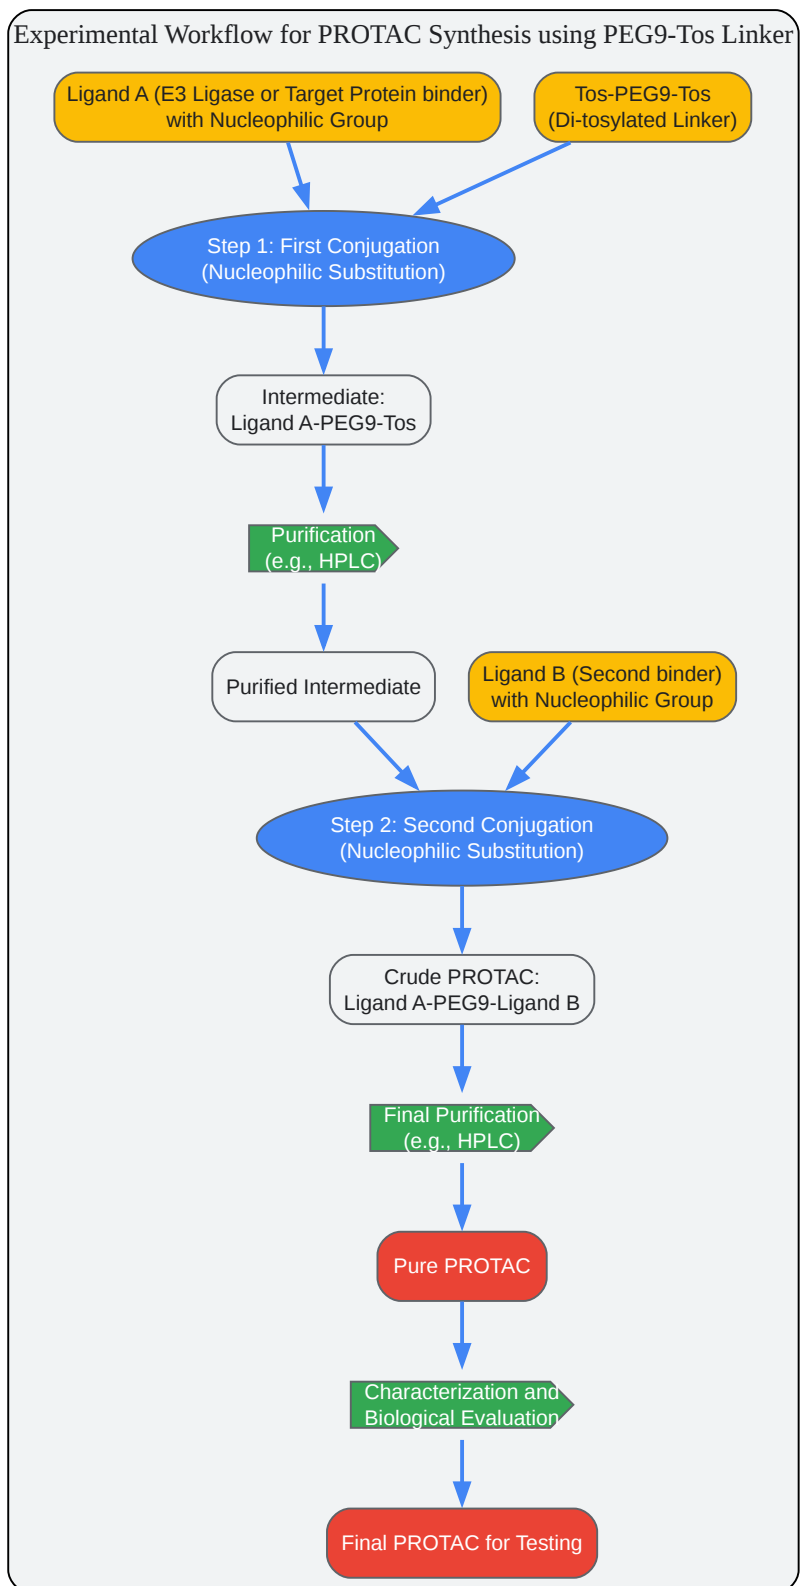 Experimental Workflow for PROTAC Synthesis using PEG9-Tos Linker
Ligand A (E3 Ligase or Target Protein binder)
with Nucleophilic Group
Tos-PEG9-Tos
(Di-tosylated Linker)
Step 1: First Conjugation
(Nucleophilic Substitution)
Intermediate:
Ligand A-PEG9-Tos
Purification
(e.g., HPLC)
Purified Intermediate
Ligand B (Second binder)
with Nucleophilic Group
Step 2: Second Conjugation
(Nucleophilic Substitution)
Crude PROTAC:
Ligand A-PEG9-Ligand B
Final Purification
(e.g., HPLC)
Pure PROTAC
Characterization and
Biological Evaluation
Final PROTAC for Testing